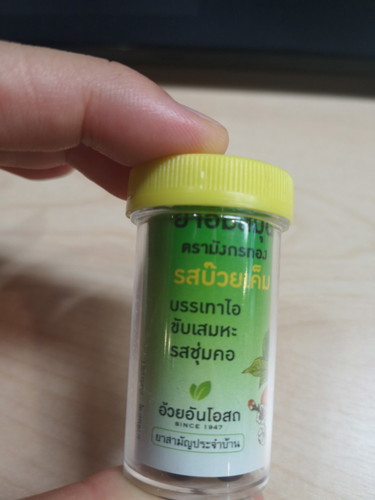 ตรามังกรทอง
รสบ๊วยเค็ม
บรรเทาไอ
ขับเสมหะ
รสชุ่มคอ
อ้วยอันโอสถ
SINCE 1947
ยาสามัญประจำบ้าน